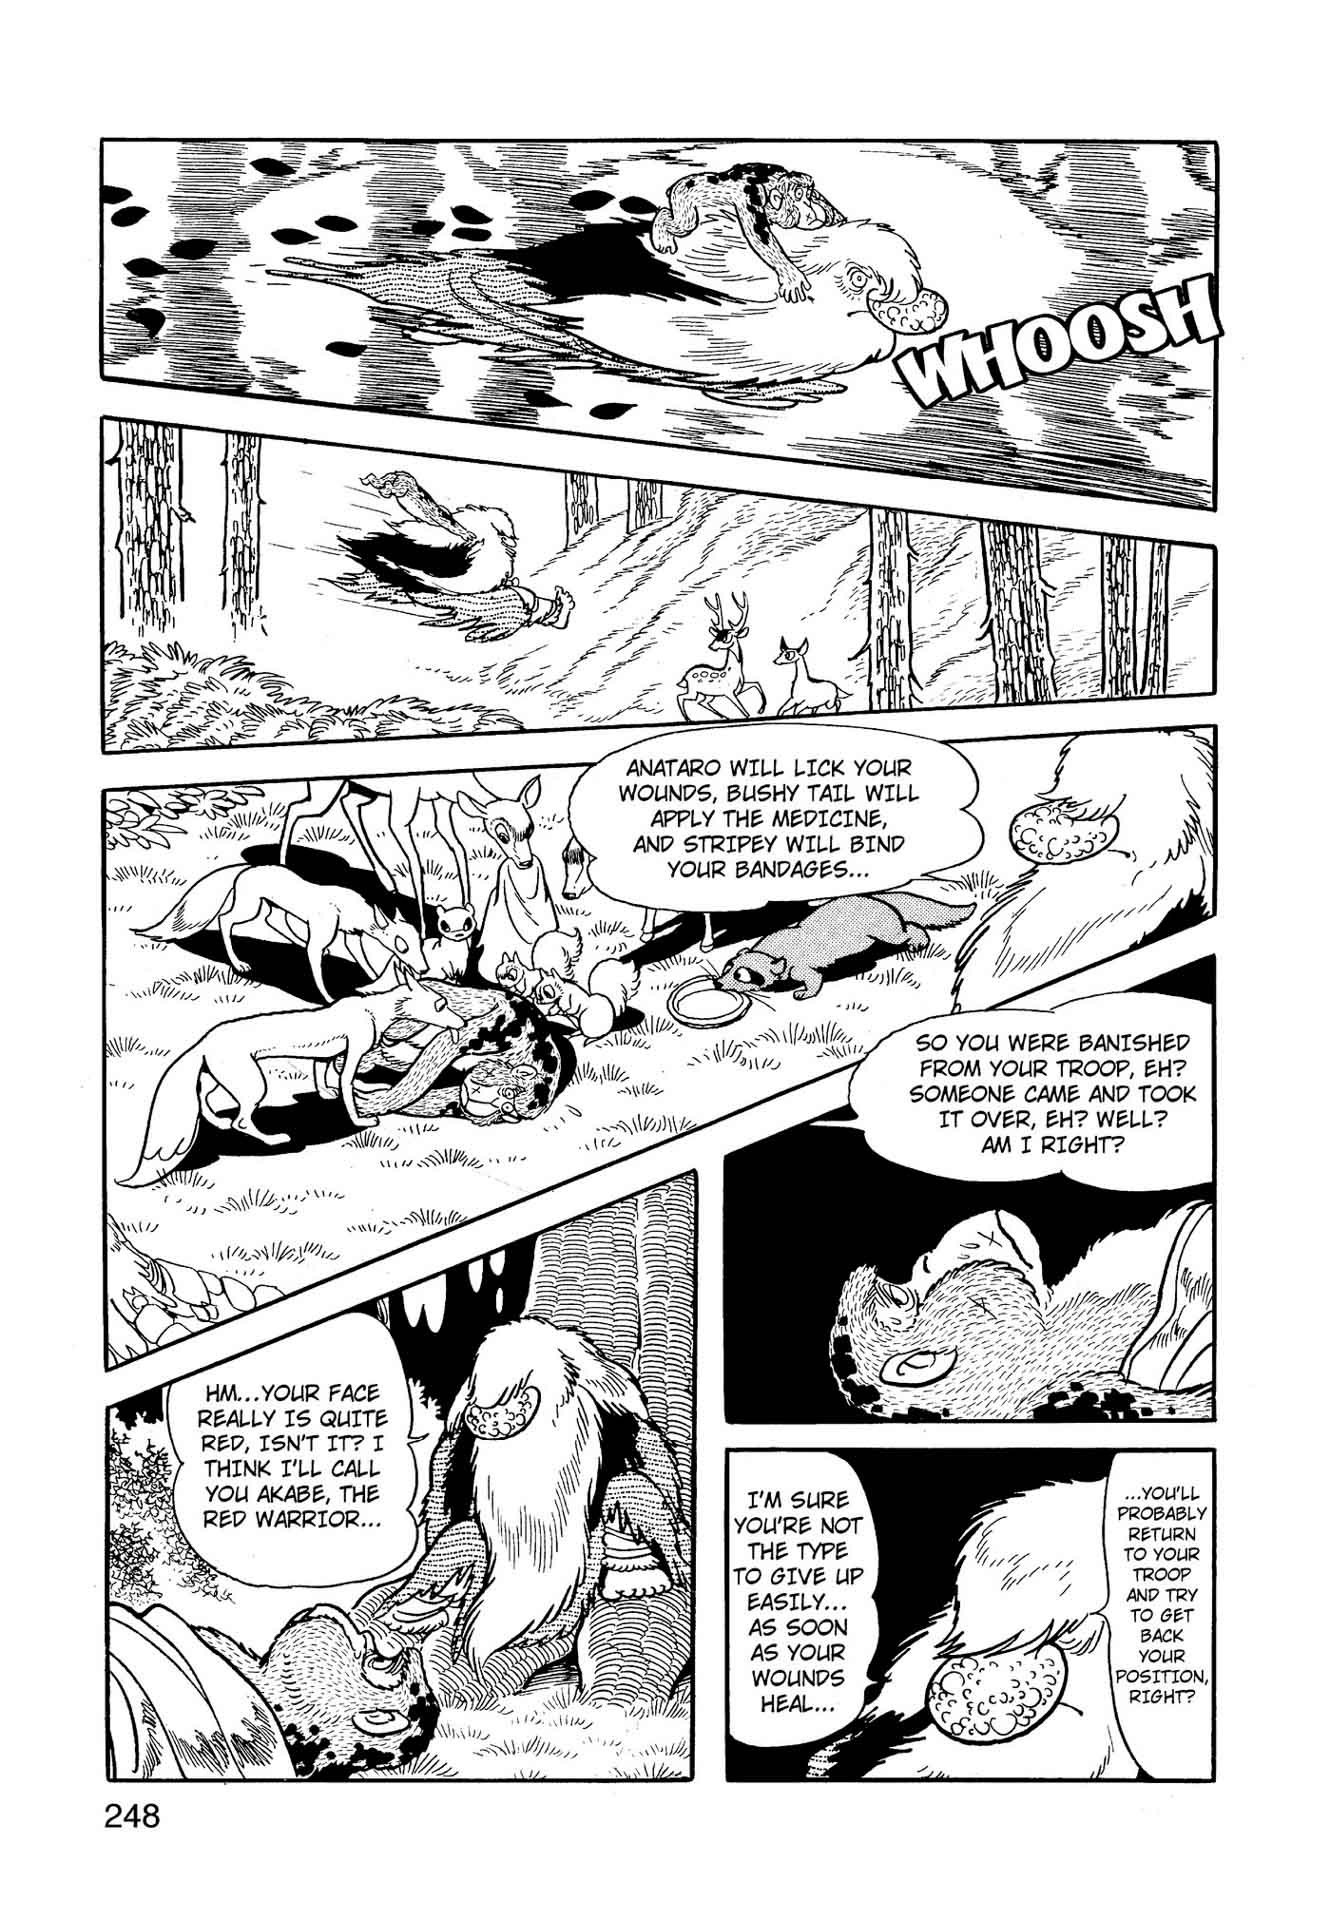 WHOOSH
ANATARO WILL LICK YOUR
WOUNDS, BUSHY TAIL WILL
APPLY THE MEDICINE,
AND STRIPEY WILL BIND
YOUR BANDAGES...
SO YOU WERE BANISHED
FROM YOUR TROOP, EH?
SOMEONE CAME AND TOOK
IT OVER, EH? WELL?
AM I RIGHT?
HM...YOUR FACE
REALLY IS QUITE
RED, ISN'T IT? I
THINK I'LL CALL
YOU AKABE, THE
RED WARRIOR...
I'M SURE
YOU'RE NOT
THE TYPE
TO GIVE UP
EASILY...
AS SOON
AS YOUR
WOUNDS
HEAL...
...YOU'LL
PROBABLY
RETURN
TO YOUR
TROOP
AND TRY
TO GET
BACK
YOUR
POSITION,
RIGHT?
248